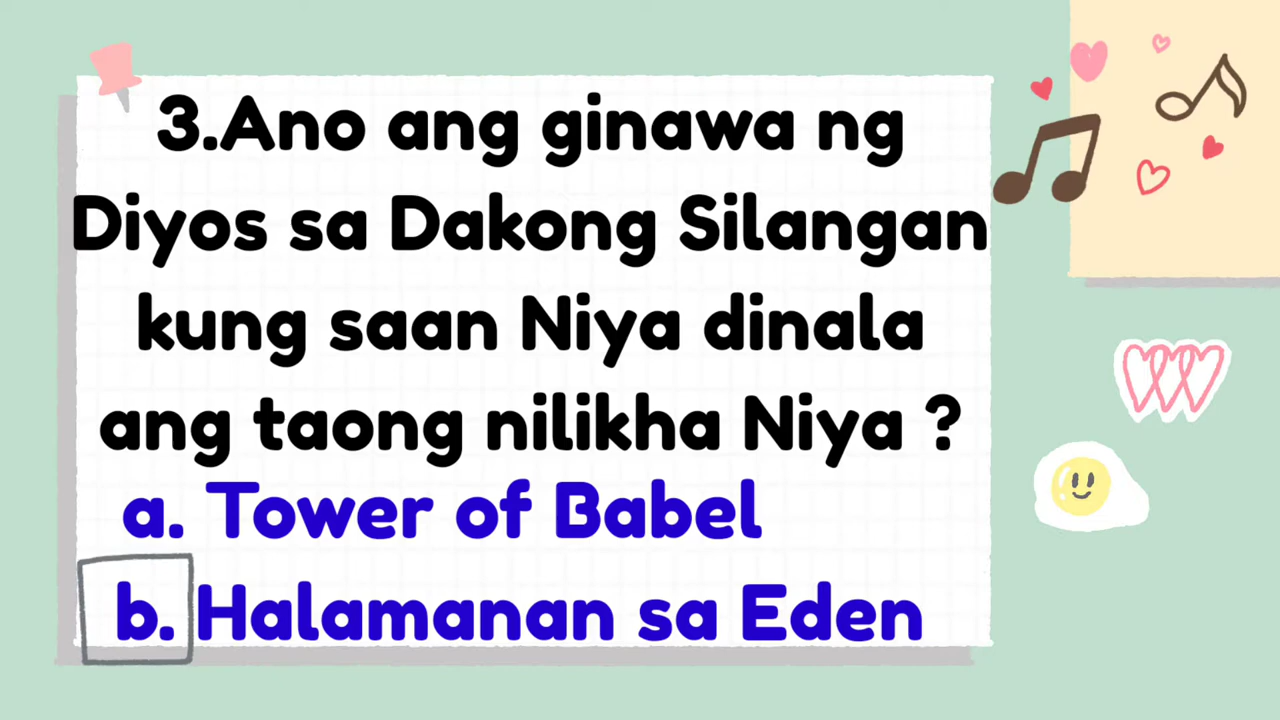 3.Ano ang ginawa ng
Diyos sa Dakong Silangan
kung saan Niya dinala
ang taong nilikha Niya ?
a. Tower of Babel
b. Halamanan sa Eden